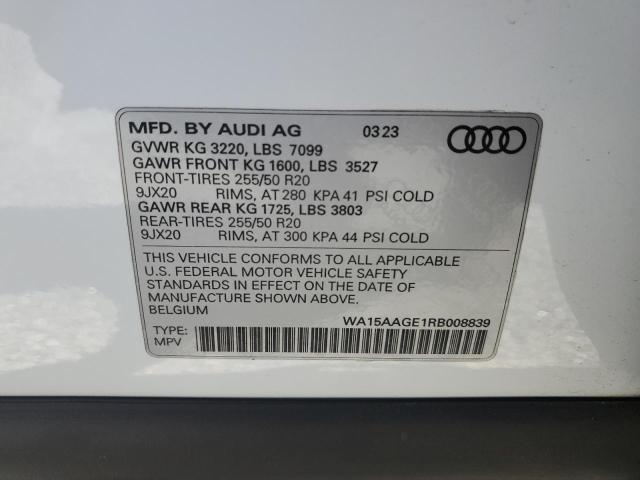 MFD. BY AUDI AG 03 23
GVWR KG 3220, LBS 7099
GAWR FRONT KG 1600, LBS 3527
FRONT-TIRES 255/50 R20
9JX20 RIMS, AT 280 KPA 41 PSI COLD
GAWR REAR KG 1725, LBS 3803
REAR-TIRES 255/50 R20
9JX20 RIMS, AT 300 KPA 44 PSI COLD
THIS VEHICLE CONFORMS TO ALL APPLICABLE
U.S. FEDERAL MOTOR VEHICLE SAFETY
STANDARDS IN EFFECT ON THE DATE OF
MANUFACTURE SHOWN ABOVE.
BELGIUM
WA15AAGE1RB008839
TYPE:
MPV